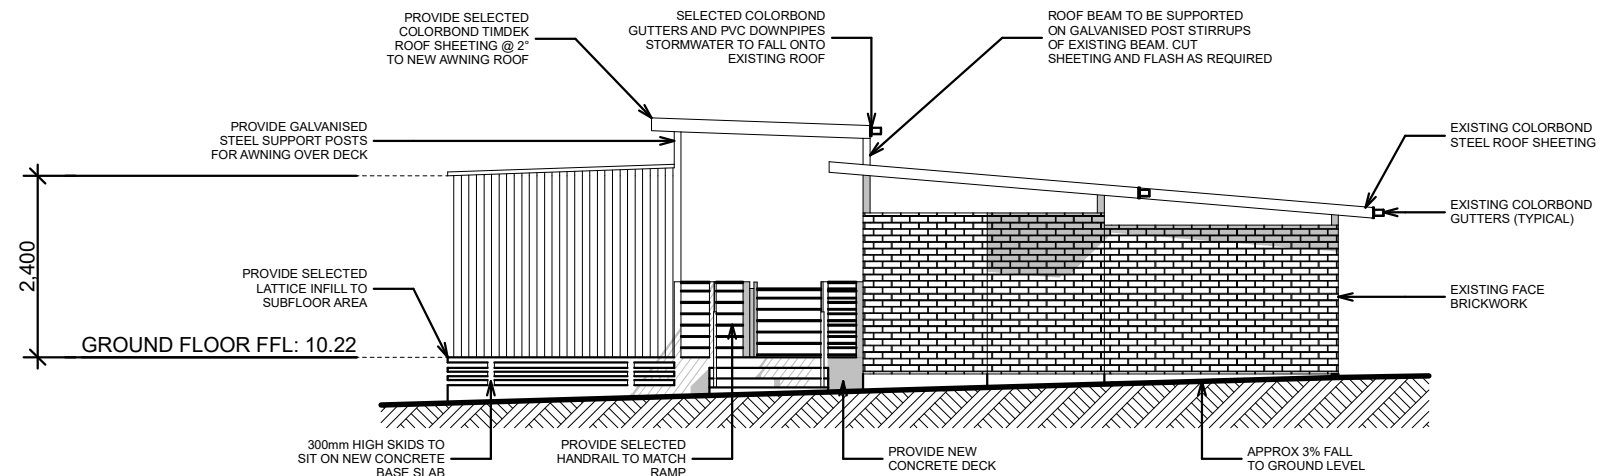 PROVIDE SELECTED
COLORBOND TIMDEK
ROOF SHEETING @ 2°
TO NEW AWNING ROOF
SELECTED COLORBOND
GUTTERS AND PVC DOWNPIPES
STORMWATER TO FALL ONTO
EXISTING ROOF
ROOF BEAM TO BE SUPPORTED
ON GALVANISED POST STIRRUPS
OF EXISTING BEAM. CUT
SHEETING AND FLASH AS REQUIRED
PROVIDE GALVANISED
STEEL SUPPORT POSTS
FOR AWNING OVER DECK
EXISTING COLORBOND
STEEL ROOF SHEETING
EXISTING COLORBOND
GUTTERS (TYPICAL)
2,400
PROVIDE SELECTED
LATTICE INFILL TO
SUBFLOOR AREA
EXISTING FACE
BRICKWORK
GROUND FLOOR FFL: 10.22
300mm HIGH SKIDS TO
SIT ON NEW CONCRETE
BASE SLAB
PROVIDE SELECTED
HANDRAIL TO MATCH
RAMP
PROVIDE NEW
CONCRETE DECK
APPROX 3% FALL
TO GROUND LEVEL